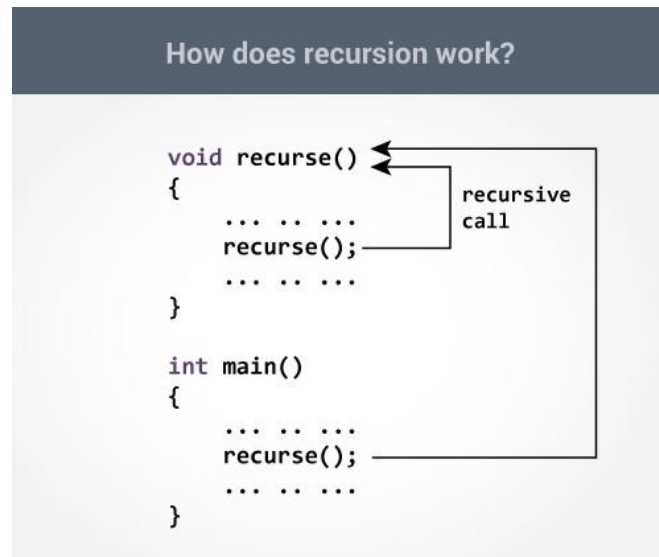 How does recursion work?
void recurse()
{
... .. ...
recurse();
... .. ...
}
recursive
call
int main()
{
... .. ...
recurse();
... .. ...
}